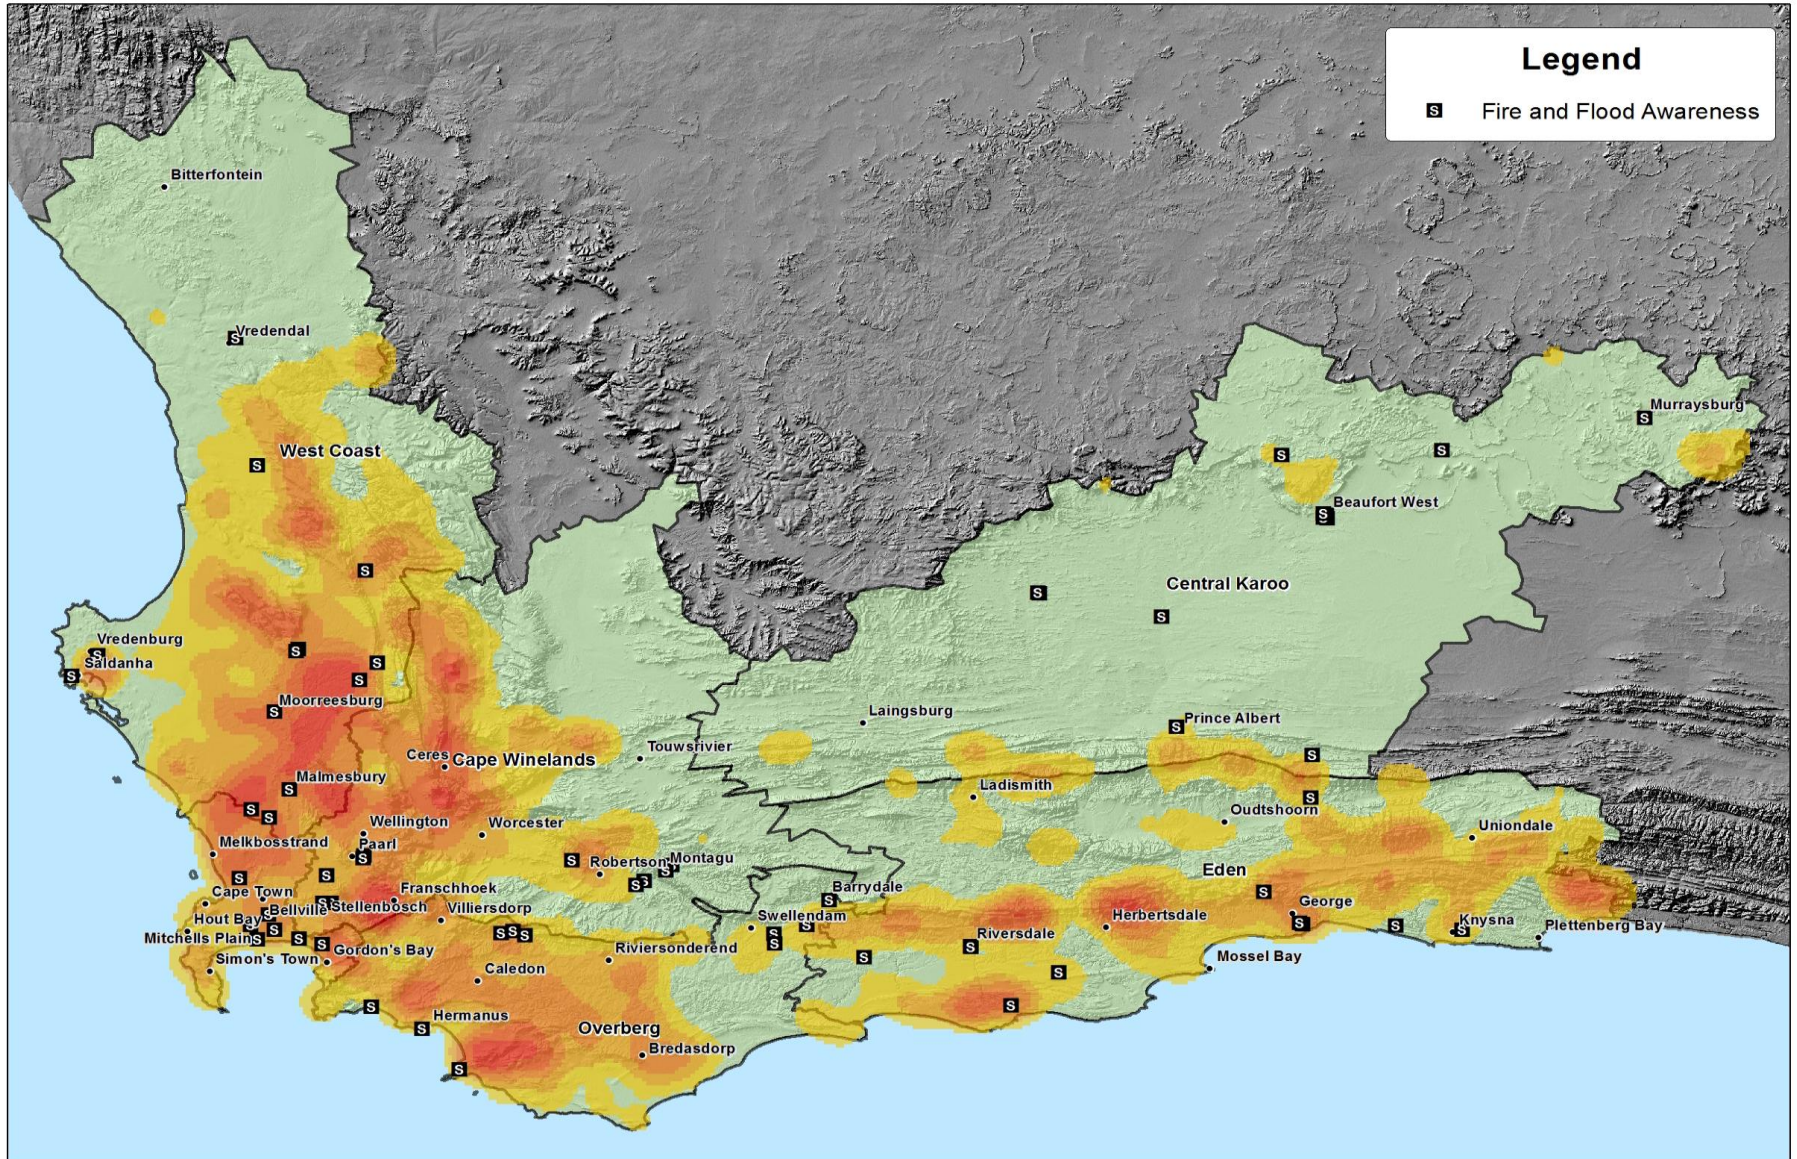 Legend
S Fire and Flood Awareness
Bitterfontein
Vredendal
West Coast
Murraysburg
Beaufort West
Central Karoo
Vredenburg
Saldanha
Moorreesburg
Laingsburg
Prince Albert
Touwsrivier
Ceres
Cape Winelands
Malmesbury
Ladismith
Oudtshoorn
Uniondale
Wellington
Worcester
Melkbosstrand
Paarl
Robertson
Montagu
Eden
Cape Town
Franschhoek
Barrydale
George
Hout Bay
Bellville
Stellenbosch
Villiersdorp
Swellendam
Herbertsdale
Knysna
Plettenberg Bay
Mitchells Plain
Gordon's Bay
Riviersonderend
Riversdale
Simon's Town
Caledon
Mossel Bay
Hermanus
Overberg
Bredasdorp